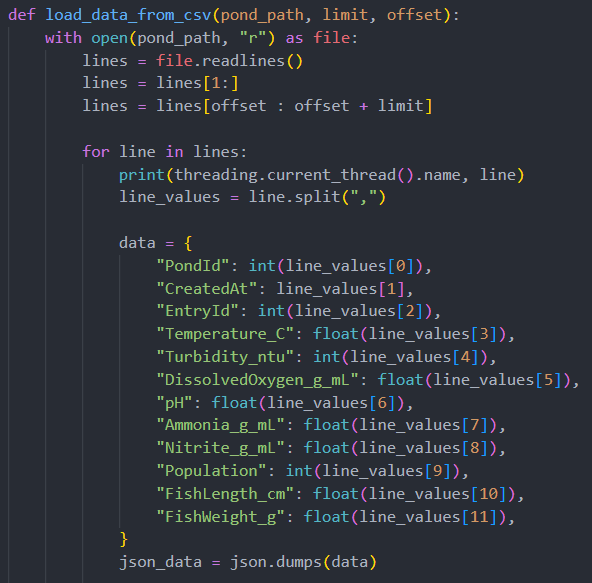 def load_data_from_csv(pond_path, limit, offset):
    with open(pond_path, "r") as file:
        lines = file.readlines()
        lines = lines[1:]
        lines = lines[offset : offset + limit]

        for line in lines:
            print(threading.current_thread().name, line)
            line_values = line.split(",")

            data = {
                "PondId": int(line_values[0]),
                "CreatedAt": line_values[1],
                "EntryId": int(line_values[2]),
                "Temperature_C": float(line_values[3]),
                "Turbidity_ntu": int(line_values[4]),
                "DissolvedOxygen_g_mL": float(line_values[5]),
                "pH": float(line_values[6]),
                "Ammonia_g_mL": float(line_values[7]),
                "Nitrite_g_mL": float(line_values[8]),
                "Population": int(line_values[9]),
                "FishLength_cm": float(line_values[10]),
                "FishWeight_g": float(line_values[11]),
            }
            json_data = json.dumps(data)